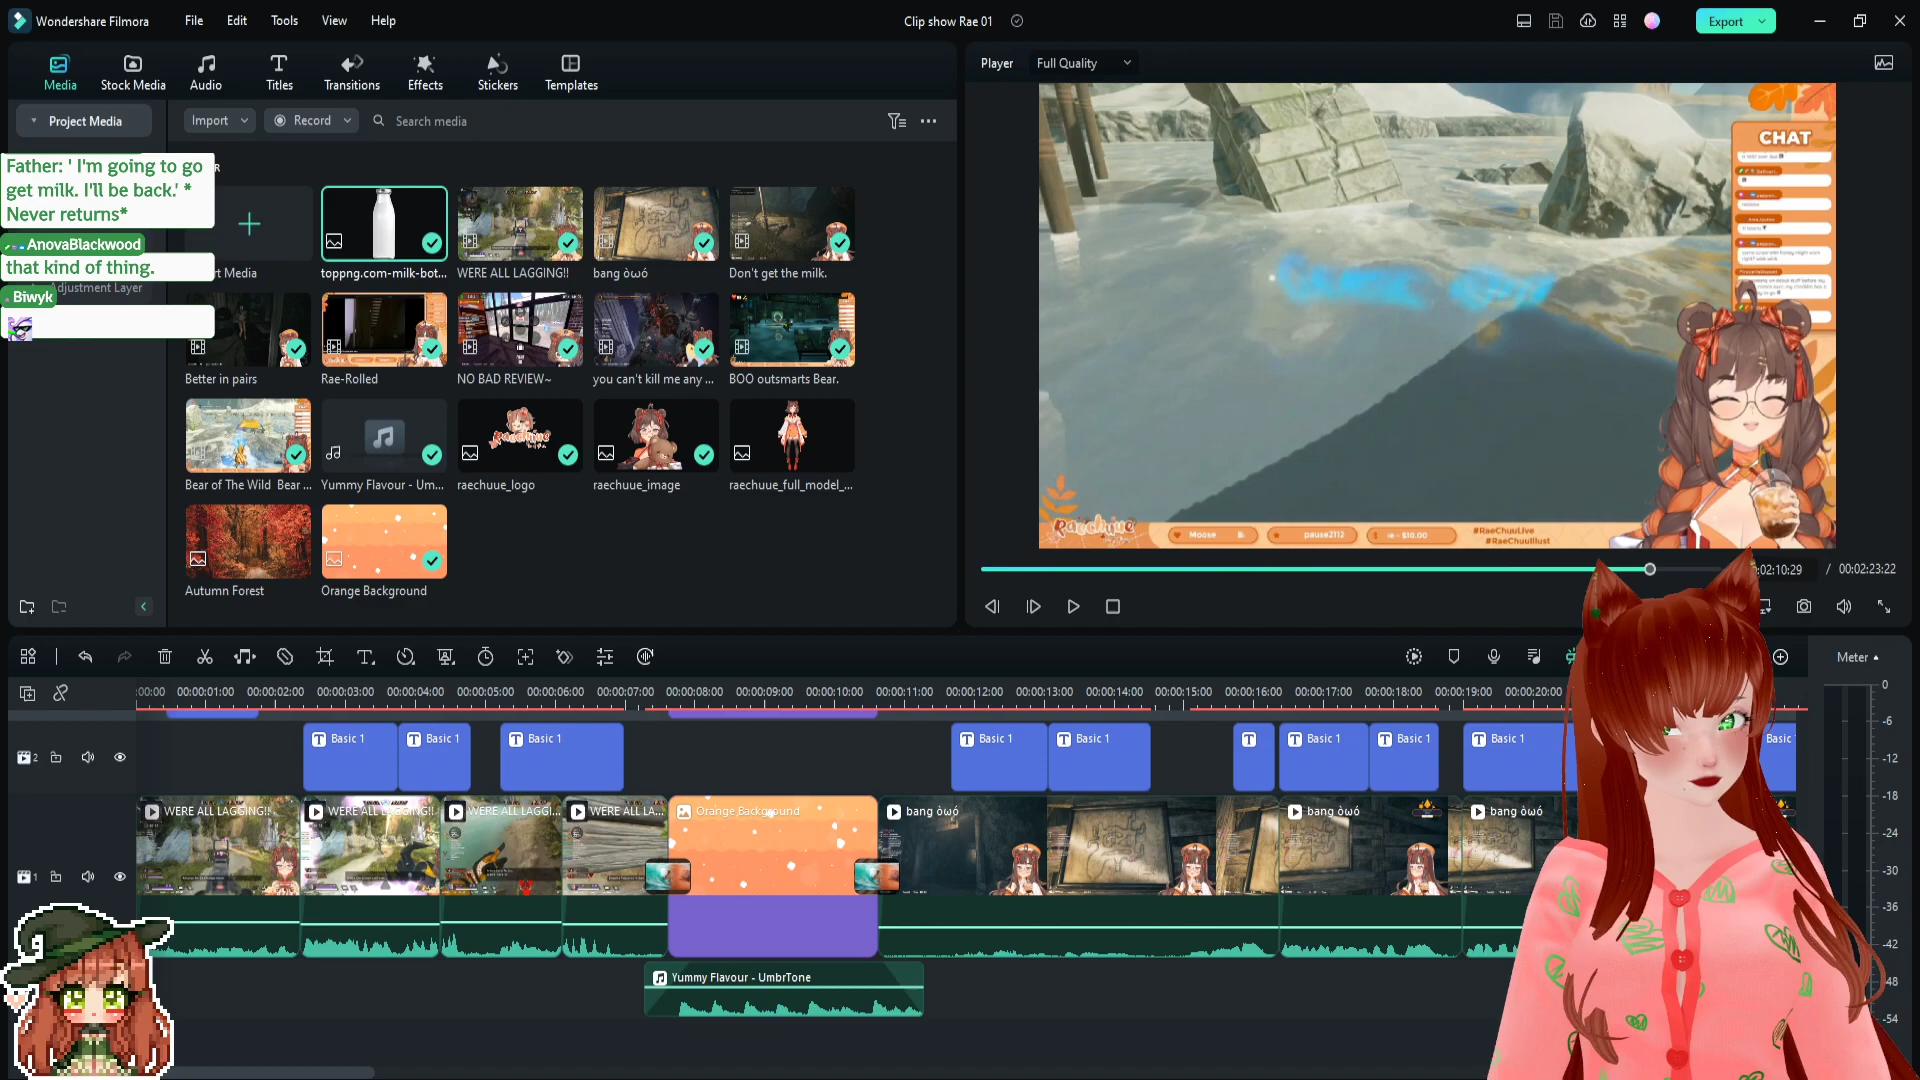 Wondershare Filmora
File
Edit
Tools
View
Help
Clip show Rae 01
Export
Media
Stock Media
Audio
Titles
Transitions
Effects
Stickers
Templates
Player
Full Quality
Project Media
Import
Record
Search media
Father: ' I'm going to go
get milk. I'll be back.' *
Never returns*
AnovaBlackwood
that kind of thing.
Adjustment Layer
Biwyk
toppng.com-milk-bot...
WERE ALL LAGGING!!
bang òωó
Don't get the milk.
Better in pairs
Rae-Rolled
NO BAD REVIEW~
you can't kill me any ...
BOO outsmarts Bear.
Bear of The Wild Bear ...
Yummy Flavour - Um...
raechuue_logo
raechuue_image
raechuue_full_model_...
Autumn Forest
Orange Background
CHAT
Raechuue
Moose
pause2112
#RaeChuuLive
#RaeChuuIllust
:02:10:29 / 00:02:23:22
Meter
:00:00 00:00:01:00 00:00:02:00 00:00:03:00 00:00:04:00 00:00:05:00 00:00:06:00 00:00:07:00 00:00:08:00 00:00:09:00 00:00:10:00 00:00:11:00 00:00:12:00 00:00:13:00 00:00:14:00 00:00:15:00 00:00:16:00 00:00:17:00 00:00:18:00 00:00:19:00 00:00:20:00
0
-6
-12
-18
-24
-30
-36
-42
-48
-54
2
Basic 1
Basic 1
Basic 1
Basic 1
Basic 1
Basic 1
Basic 1
Basic 1
Basic
1
WERE ALL LAGGING!!
WERE ALL LAGGING!!
WERE ALL LAGGI...
WERE ALL LA...
Orange Background
bang òωó
bang òωó
bang òωó
Yummy Flavour - UmbrTone